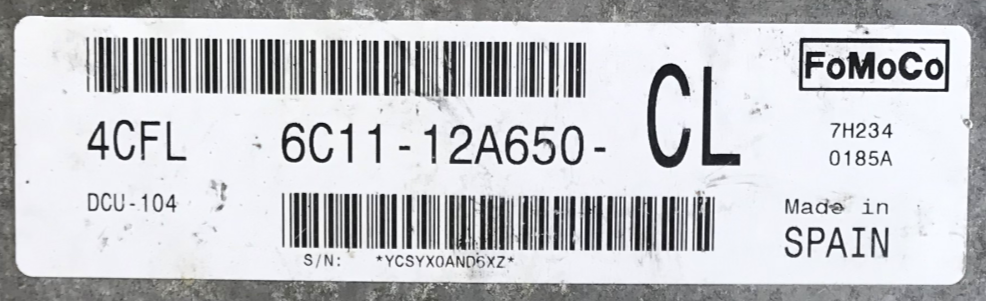 FoMoCo
4CFL 6C11-12A650- CL
7H234
0185A
DCU-104
Made in
SPAIN
S/N: *YCSYX0AND6XZ*